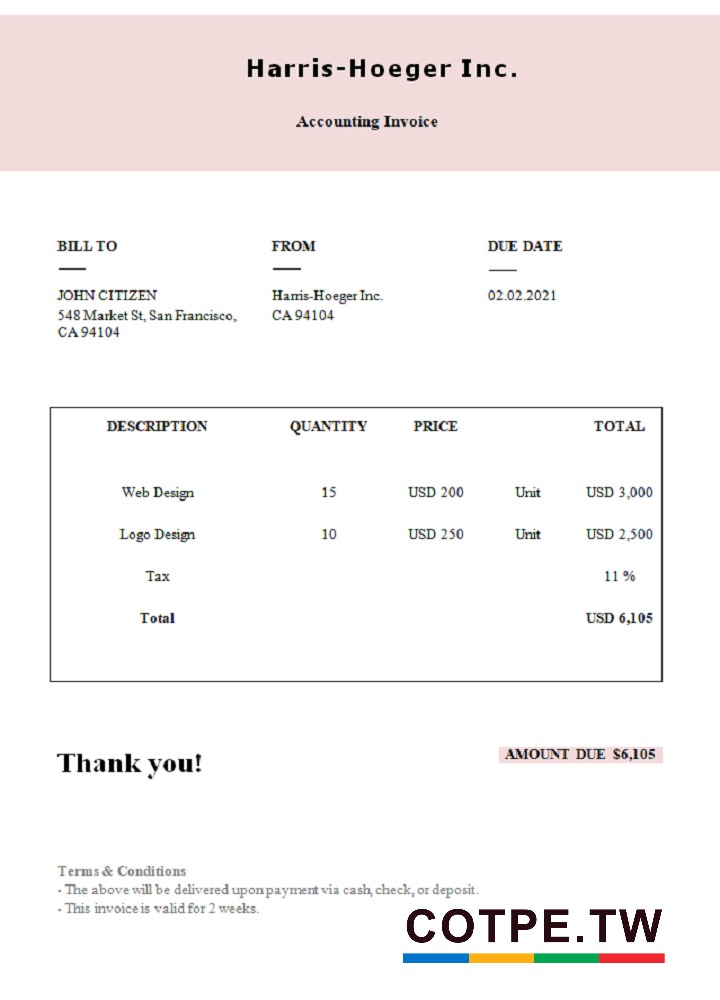 Harris-Hoeger Inc.
Accounting Invoice
BILL TO
JOHN CITIZEN
548 Market St, San Francisco,
CA 94104
FROM
Harris-Hoeger Inc.
CA 94104
DUE DATE
02.02.2021
DESCRIPTION QUANTITY PRICE TOTAL
Web Design 15 USD 200 Unit USD 3,000
Logo Design 10 USD 250 Unit USD 2,500
Tax 11 %
Total USD 6,105
Thank you!
AMOUNT DUE $6,105
Terms & Conditions
- The above will be delivered upon payment via cash, check, or deposit.
- This invoice is valid for 2 weeks.
COTPE.TW